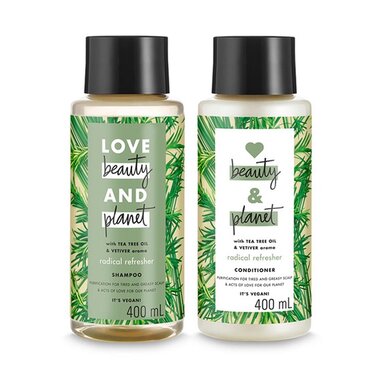 LOVE
beauty
AND
planet
with TEA TREE OIL
& VETIVER aroma
radical refresher
SHAMPOO
PURIFICATION FOR TIRED AND GREASY SCALP
& ACTS OF LOVE FOR OUR PLANET
IT'S VEGAN!
400 mL
beauty
&
planet
with TEA TREE OIL
& VETIVER aroma
radical refresher
CONDITIONER
PURIFICATION FOR TIRED AND GREASY SCALP
& ACTS OF LOVE FOR OUR PLANET
IT'S VEGAN!
400 mL